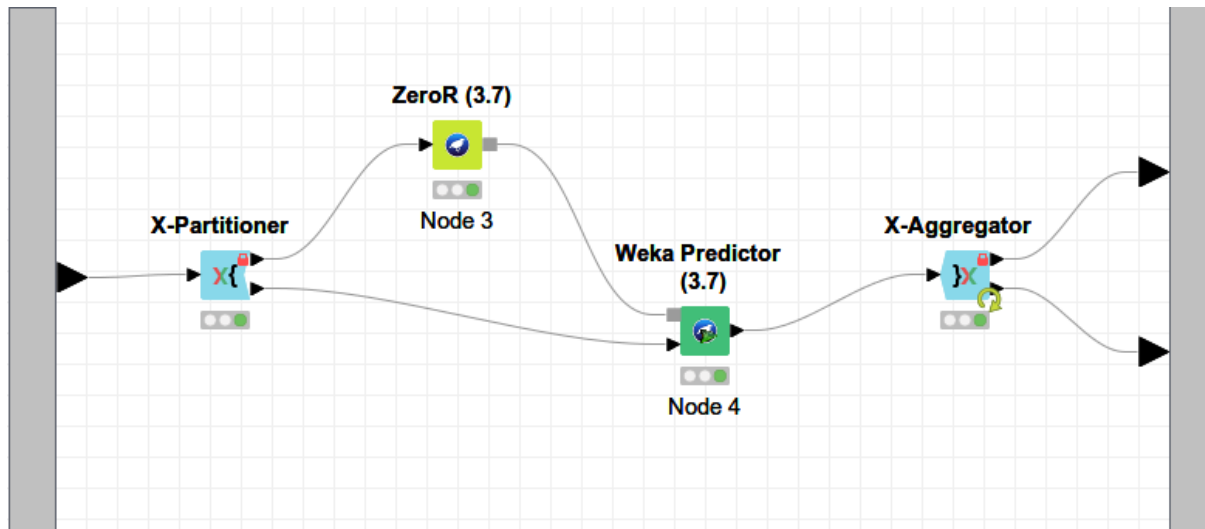 ZeroR (3.7)
Node 3
X-Partitioner
X{
Weka Predictor
(3.7)
Node 4
X-Aggregator
}X